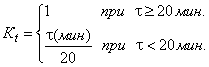 K_t = { 1 при τ ≥ 20 мин.
τ(мин)/20 при τ < 20 мин.